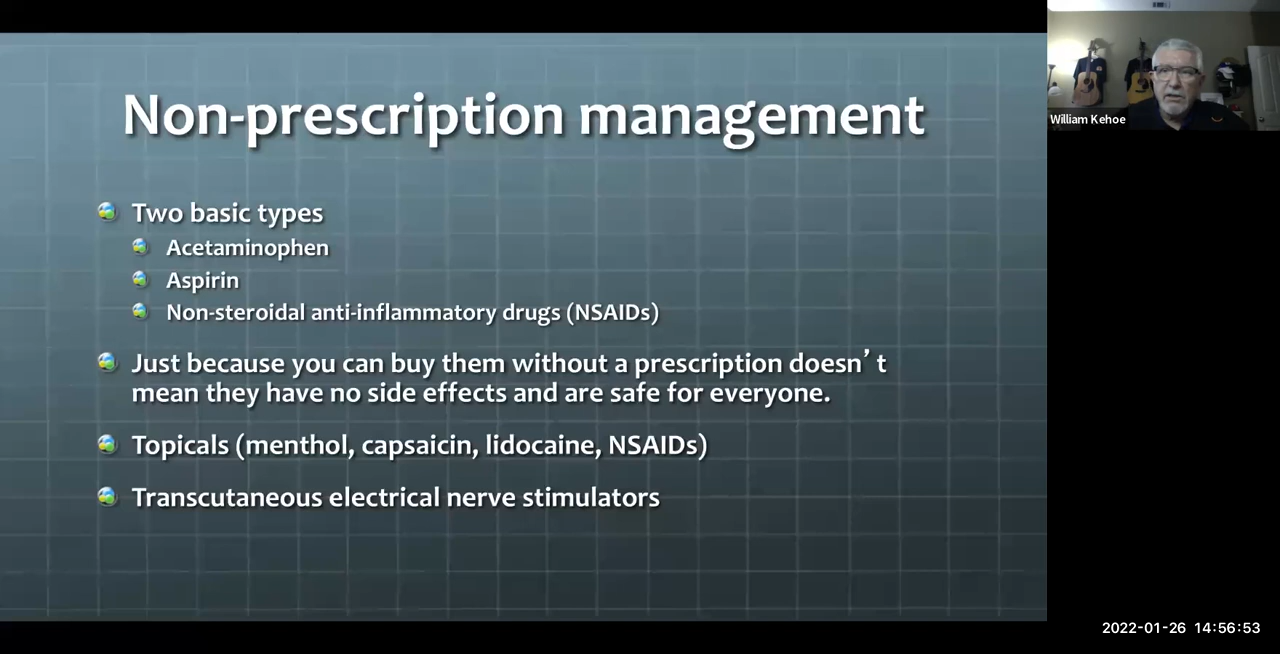 Non-prescription management
Two basic types
Acetaminophen
Aspirin
Non-steroidal anti-inflammatory drugs (NSAIDs)
Just because you can buy them without a prescription doesn’t
mean they have no side effects and are safe for everyone.
Topicals (menthol, capsaicin, lidocaine, NSAIDs)
Transcutaneous electrical nerve stimulators
William Kehoe
2022-01-26 14:56:53